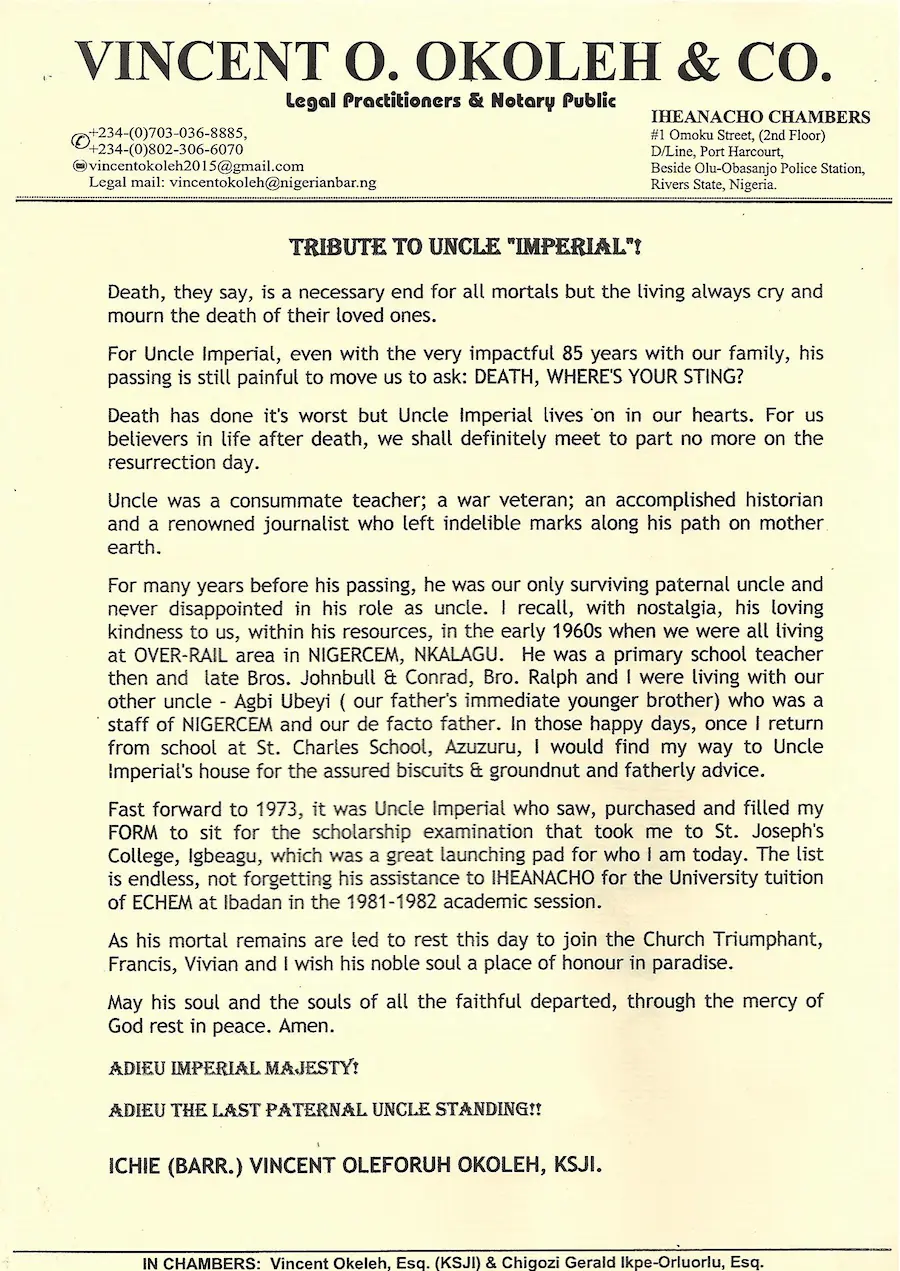 VINCENT O. OKOLEH & CO.
Legal Practitioners & Notary Public
+234-(0)703-036-8885,
+234-(0)802-306-6070
vincentokoleh2015@gmail.com
Legal mail: vincentokoleh@nigerianbar.ng
IHEANACHO CHAMBERS
#1 Omoku Street, (2nd Floor)
D/Line, Port Harcourt,
Beside Olu-Obasanjo Police Station,
Rivers State, Nigeria.
TRIBUTE TO UNCLE "IMPERIAL"!
Death, they say, is a necessary end for all mortals but the living always cry and
mourn the death of their loved ones.
For Uncle Imperial, even with the very impactful 85 years with our family, his
passing is still painful to move us to ask: DEATH, WHERE'S YOUR STING?
Death has done it's worst but Uncle Imperial lives on in our hearts. For us
believers in life after death, we shall definitely meet to part no more on the
resurrection day.
Uncle was a consummate teacher; a war veteran; an accomplished historian
and a renowned journalist who left indelible marks along his path on mother
earth.
For many years before his passing, he was our only surviving paternal uncle and
never disappointed in his role as uncle. I recall, with nostalgia, his loving
kindness to us, within his resources, in the early 1960s when we were all living
at OVER-RAIL area in NIGERCEM, NKALAGU. He was a primary school teacher
then and late Bros. Johnbull & Conrad, Bro. Ralph and I were living with our
other uncle - Agbi Ubeyi ( our father's immediate younger brother) who was a
staff of NIGERCEM and our de facto father. In those happy days, once I return
from school at St. Charles School, Azuzuru, I would find my way to Uncle
Imperial's house for the assured biscuits & groundnut and fatherly advice.
Fast forward to 1973, it was Uncle Imperial who saw, purchased and filled my
FORM to sit for the scholarship examination that took me to St. Joseph's
College, Igbeagu, which was a great launching pad for who I am today. The list
is endless, not forgetting his assistance to IHEANACHO for the University tuition
of ECHEM at Ibadan in the 1981-1982 academic session.
As his mortal remains are led to rest this day to join the Church Triumphant,
Francis, Vivian and I wish his noble soul a place of honour in paradise.
May his soul and the souls of all the faithful departed, through the mercy of
God rest in peace. Amen.
ADIEU IMPERIAL MAJESTY!
ADIEU THE LAST PATERNAL UNCLE STANDING!!
ICHIE (BARR.) VINCENT OLEFORUH OKOLEH, KSJI.
IN CHAMBERS: Vincent Okeleh, Esq. (KSJI) & Chigozi Gerald Ikpe-Orluorlu, Esq.